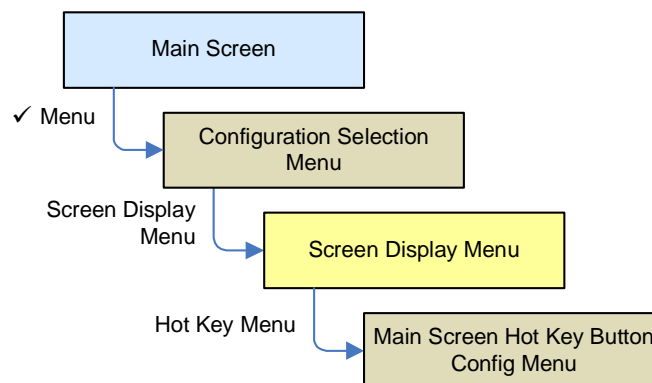 Main Screen
✓ Menu
Configuration Selection
Menu
Screen Display
Menu
Screen Display Menu
Hot Key Menu
Main Screen Hot Key Button
Config Menu